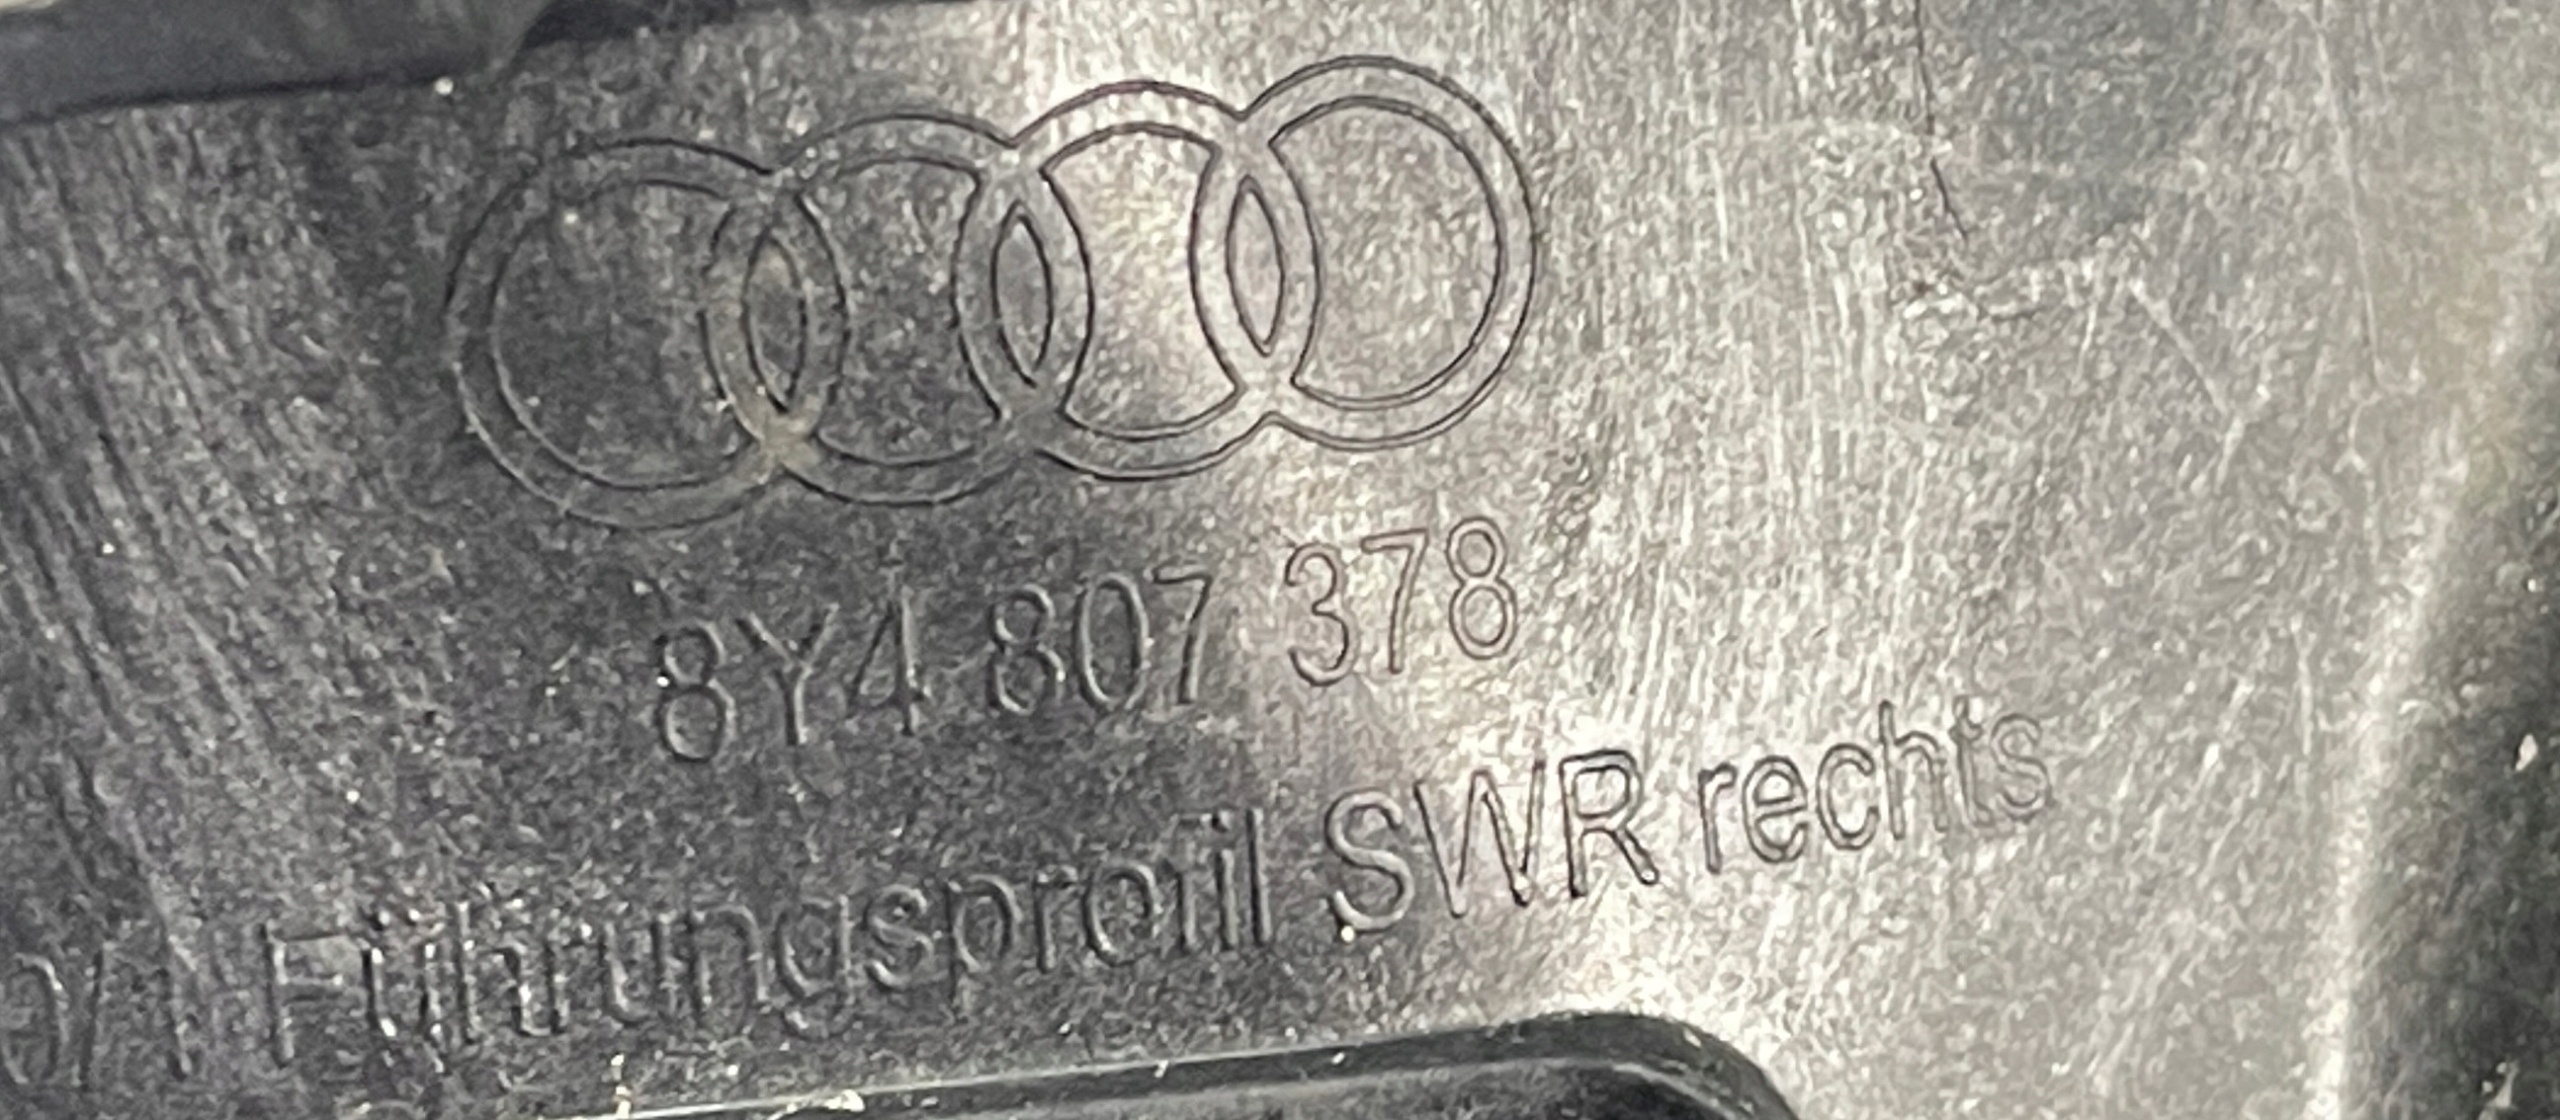 8Y4 807 378
Führungsprofil SWR rechts